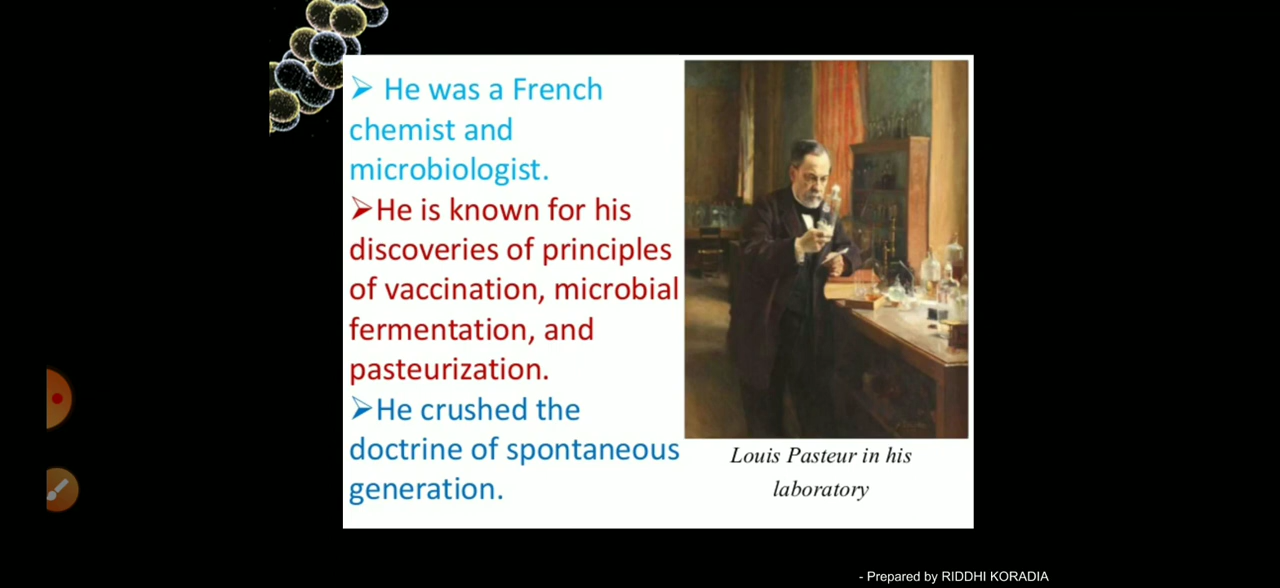 ➢ He was a French
chemist and
microbiologist.
➢He is known for his
discoveries of principles
of vaccination, microbial
fermentation, and
pasteurization.
➢He crushed the
doctrine of spontaneous
generation.
Louis Pasteur in his
laboratory
- Prepared by RIDDHI KORADIA